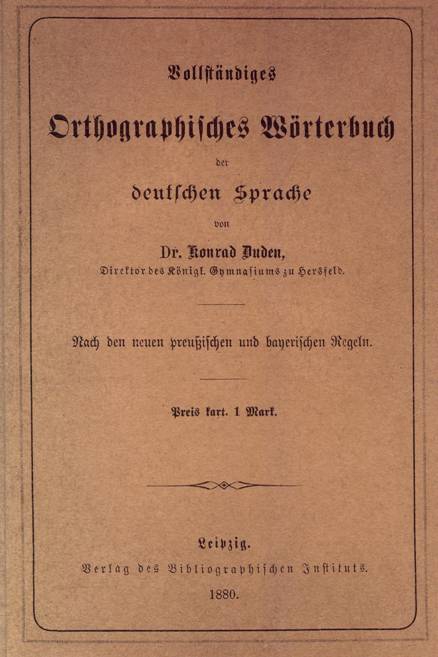 Vollständiges
Orthographisches Wörterbuch
der
deutschen Sprache
von
Dr. Konrad Duden,
Direktor des Königl. Gymnasiums zu Hersfeld.
Nach den neuen preußischen und bayerischen Regeln.
Preis kart. 1 Mark.
Leipzig.
Verlag des Bibliographischen Instituts.
1880.